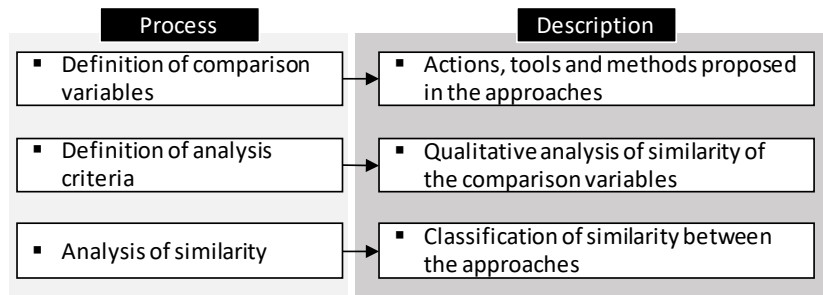 Process
Description
▪ Definition of comparison
variables
▪ Actions, tools and methods proposed
in the approaches
▪ Definition of analysis
criteria
▪ Qualitative analysis of similarity of
the comparison variables
▪ Analysis of similarity
▪ Classification of similarity between
the approaches